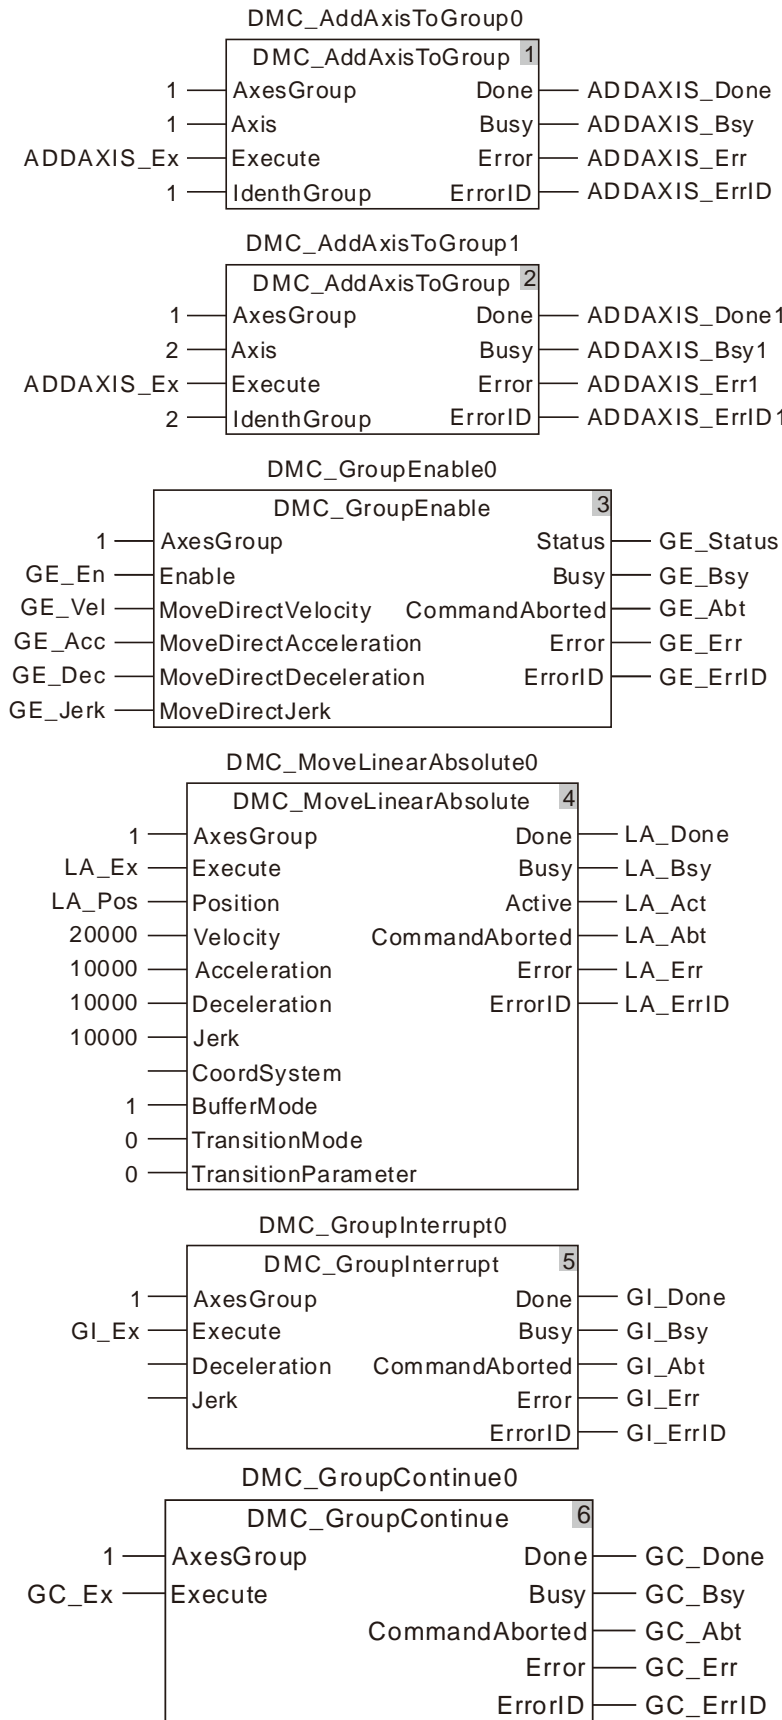 DMC_AddAxisToGroup0
DMC_AddAxisToGroup 1
1 AxesGroup Done ADDAXIS_Done
1 Axis Busy ADDAXIS_Bsy
ADDAXIS_Ex Execute Error ADDAXIS_Err
1 IdenthGroup ErrorID ADDAXIS_ErrID
DMC_AddAxisToGroup1
DMC_AddAxisToGroup 2
1 AxesGroup Done ADDAXIS_Done1
2 Axis Busy ADDAXIS_Bsy1
ADDAXIS_Ex Execute Error ADDAXIS_Err1
2 IdenthGroup ErrorID ADDAXIS_ErrID1
DMC_GroupEnable0
DMC_GroupEnable 3
1 AxesGroup Status GE_Status
GE_En Enable Busy GE_Bsy
GE_Vel MoveDirectVelocity CommandAborted GE_Abt
GE_Acc MoveDirectAcceleration Error GE_Err
GE_Dec MoveDirectDeceleration ErrorID GE_ErrID
GE_Jerk MoveDirectJerk
DMC_MoveLinearAbsolute0
DMC_MoveLinearAbsolute 4
1 AxesGroup Done LA_Done
LA_Ex Execute Busy LA_Bsy
LA_Pos Position Active LA_Act
20000 Velocity CommandAborted LA_Abt
10000 Acceleration Error LA_Err
10000 Deceleration ErrorID LA_ErrID
10000 Jerk
CoordSystem
1 BufferMode
0 TransitionMode
0 TransitionParameter
DMC_GroupInterrupt0
DMC_GroupInterrupt 5
1 AxesGroup Done GI_Done
GI_Ex Execute Busy GI_Bsy
Deceleration CommandAborted GI_Abt
Jerk Error GI_Err
ErrorID GI_ErrID
DMC_GroupContinue0
DMC_GroupContinue 6
1 AxesGroup Done GC_Done
GC_Ex Execute Busy GC_Bsy
CommandAborted GC_Abt
Error GC_Err
ErrorID GC_ErrID